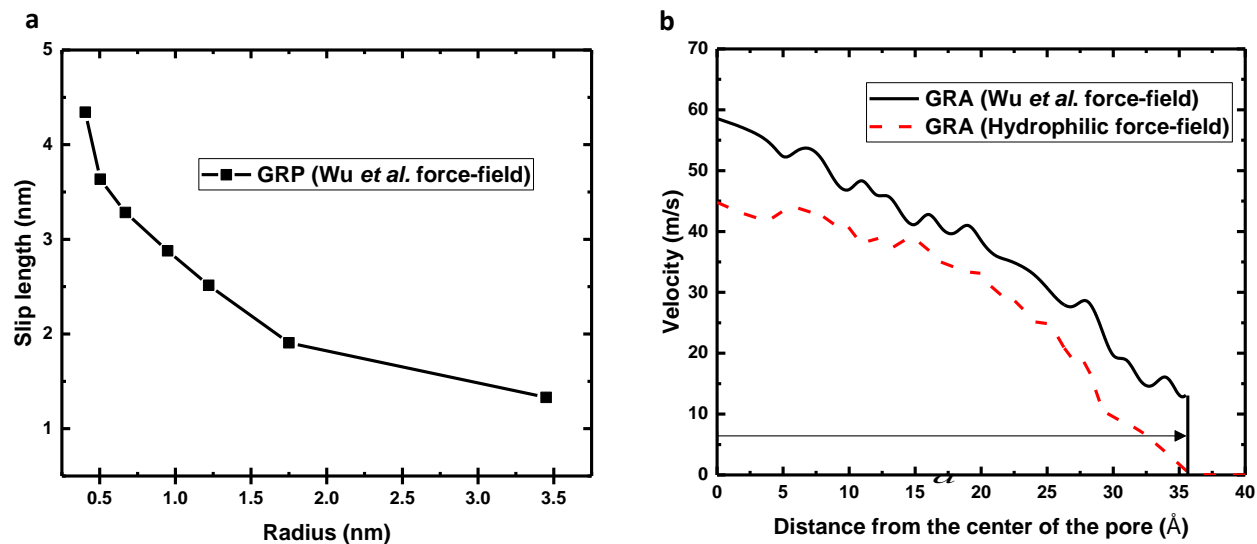 a
5
4
3
2
1
Slip length (nm)
GRP (Wu et al. force-field)
0.5 1.0 1.5 2.0 2.5 3.0 3.5
Radius (nm)
b
70
60
50
40
30
20
10
0
Velocity (m/s)
GRA (Wu et al. force-field)
GRA (Hydrophilic force-field)
a
0 5 10 15 20 25 30 35 40
Distance from the center of the pore (Å)